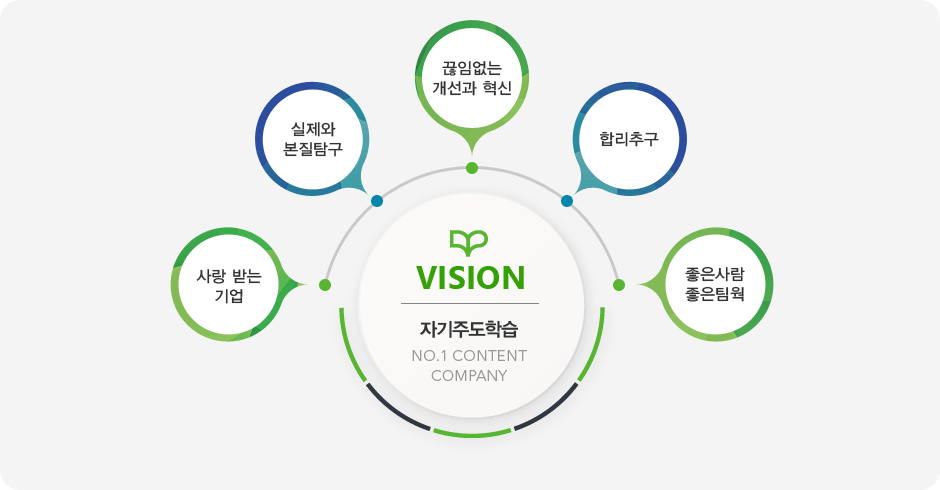 끊임없는
개선과 혁신
실제와
본질탐구
합리추구
사랑 받는
기업
좋은사람
좋은팀웍
VISION
자기주도학습
NO.1 CONTENT
COMPANY